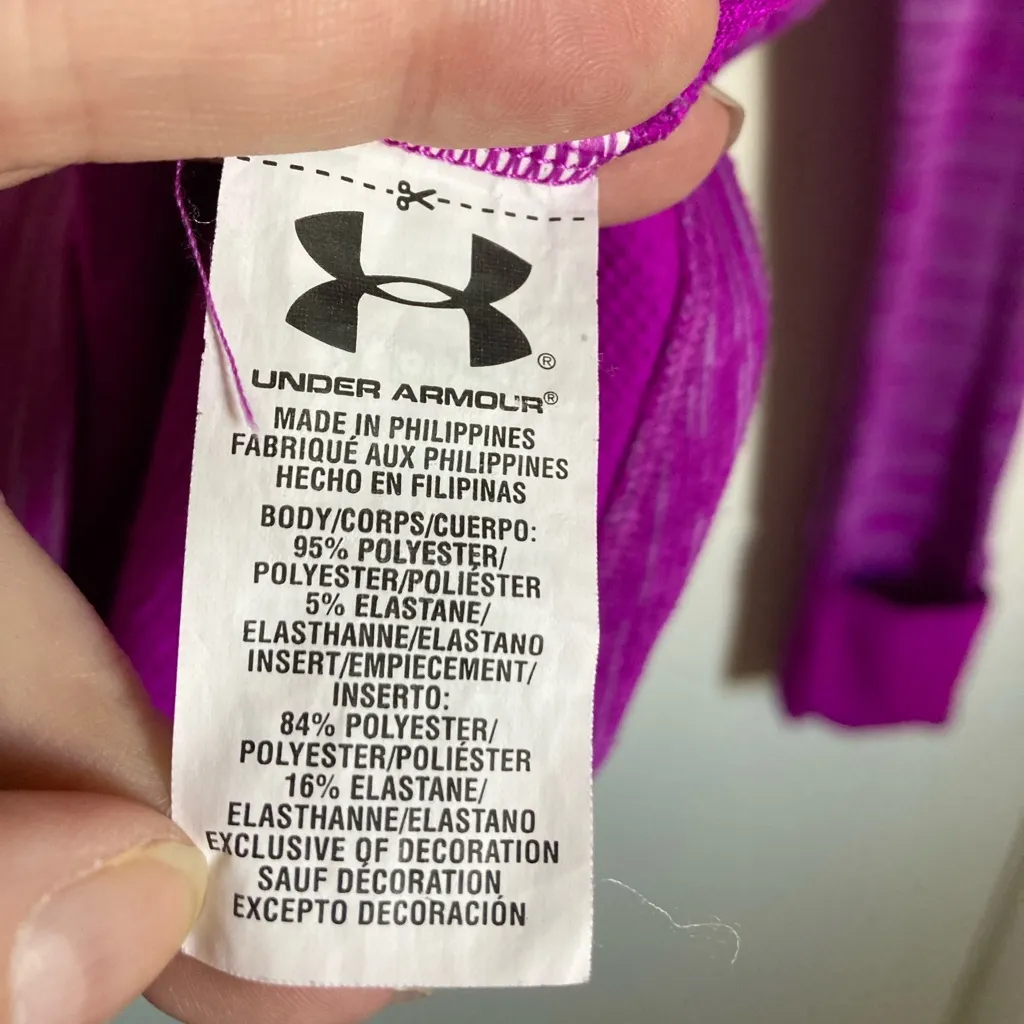 ®
UNDER ARMOUR®
MADE IN PHILIPPINES
FABRIQUÉ AUX PHILIPPINES
HECHO EN FILIPINAS
BODY/CORPS/CUERPO:
95% POLYESTER/
POLYESTER/POLIÉSTER
5% ELASTANE/
ELASTHANNE/ELASTANO
INSERT/EMPIECEMENT/
INSERTO:
84% POLYESTER/
POLYESTER/POLIÉSTER
16% ELASTANE/
ELASTHANNE/ELASTANO
EXCLUSIVE OF DECORATION
SAUF DÉCORATION
EXCEPTO DECORACIÓN